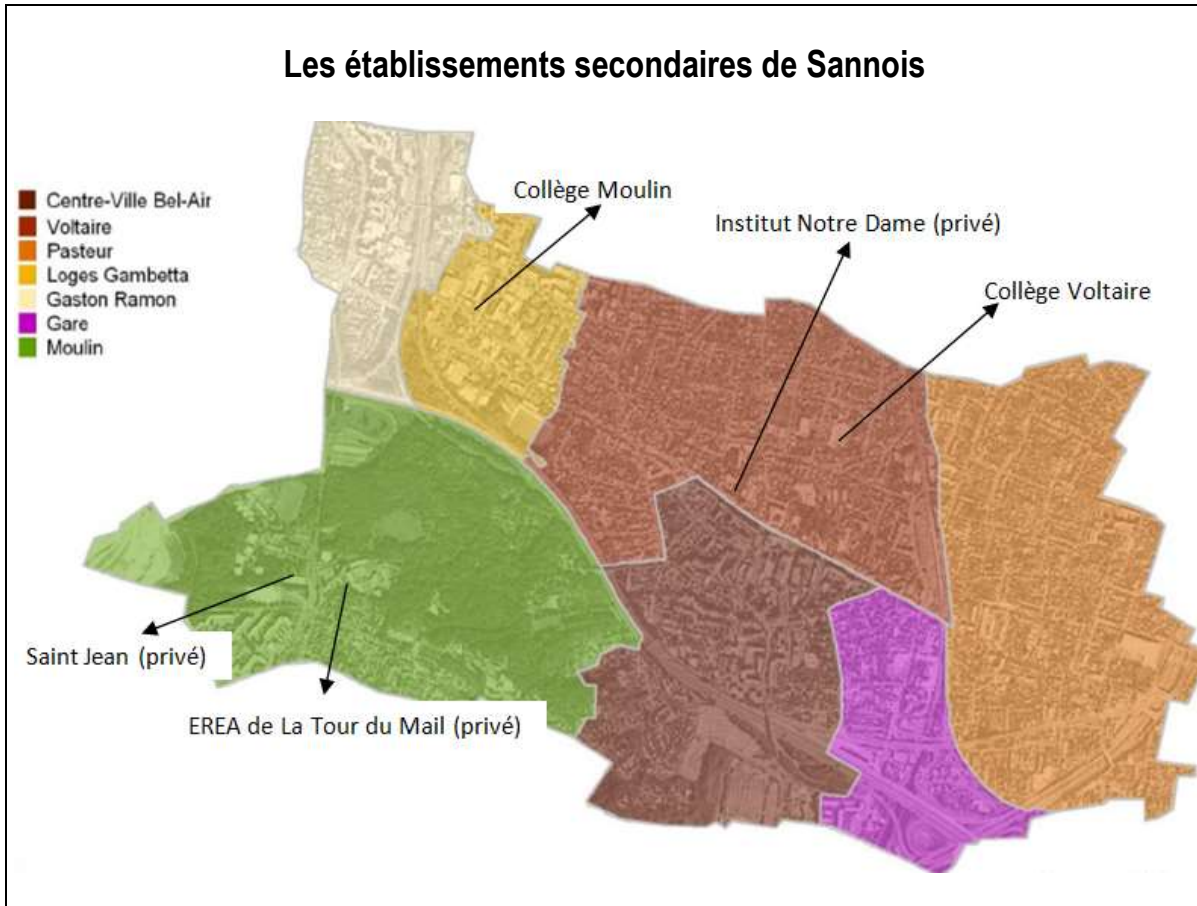 Les établissements secondaires de Sannois
Centre-Ville Bel-Air
Voltaire
Pasteur
Loges Gambetta
Gaston Ramon
Gare
Moulin
Collège Moulin
Institut Notre Dame (privé)
Collège Voltaire
Saint Jean (privé)
EREA de La Tour du Mail (privé)